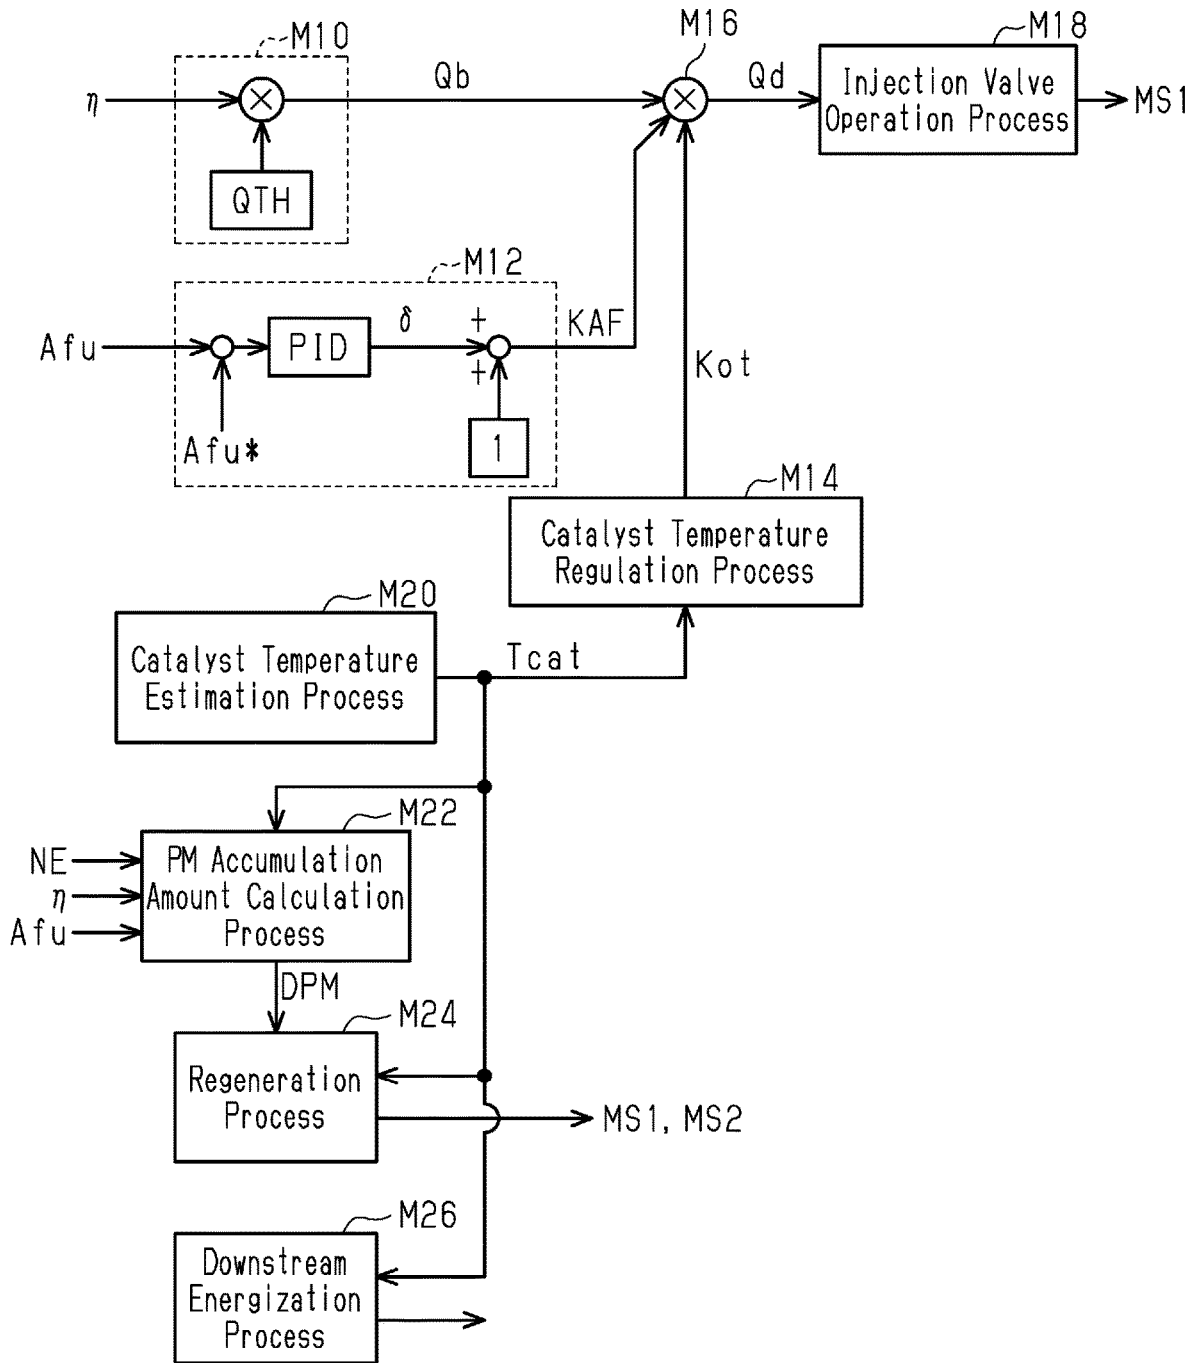 M10
M16
M18
η
×
Qb
×
Qd
Injection Valve
Operation Process
MS1
QTH
M12
Afu
PID
δ
+
+
KAF
Afu*
1
Kot
M14
Catalyst Temperature
Regulation Process
M20
Catalyst Temperature
Estimation Process
Tcat
M22
NE
η
Afu
PM Accumulation
Amount Calculation
Process
DPM
M24
Regeneration
Process
MS1, MS2
M26
Downstream
Energization
Process